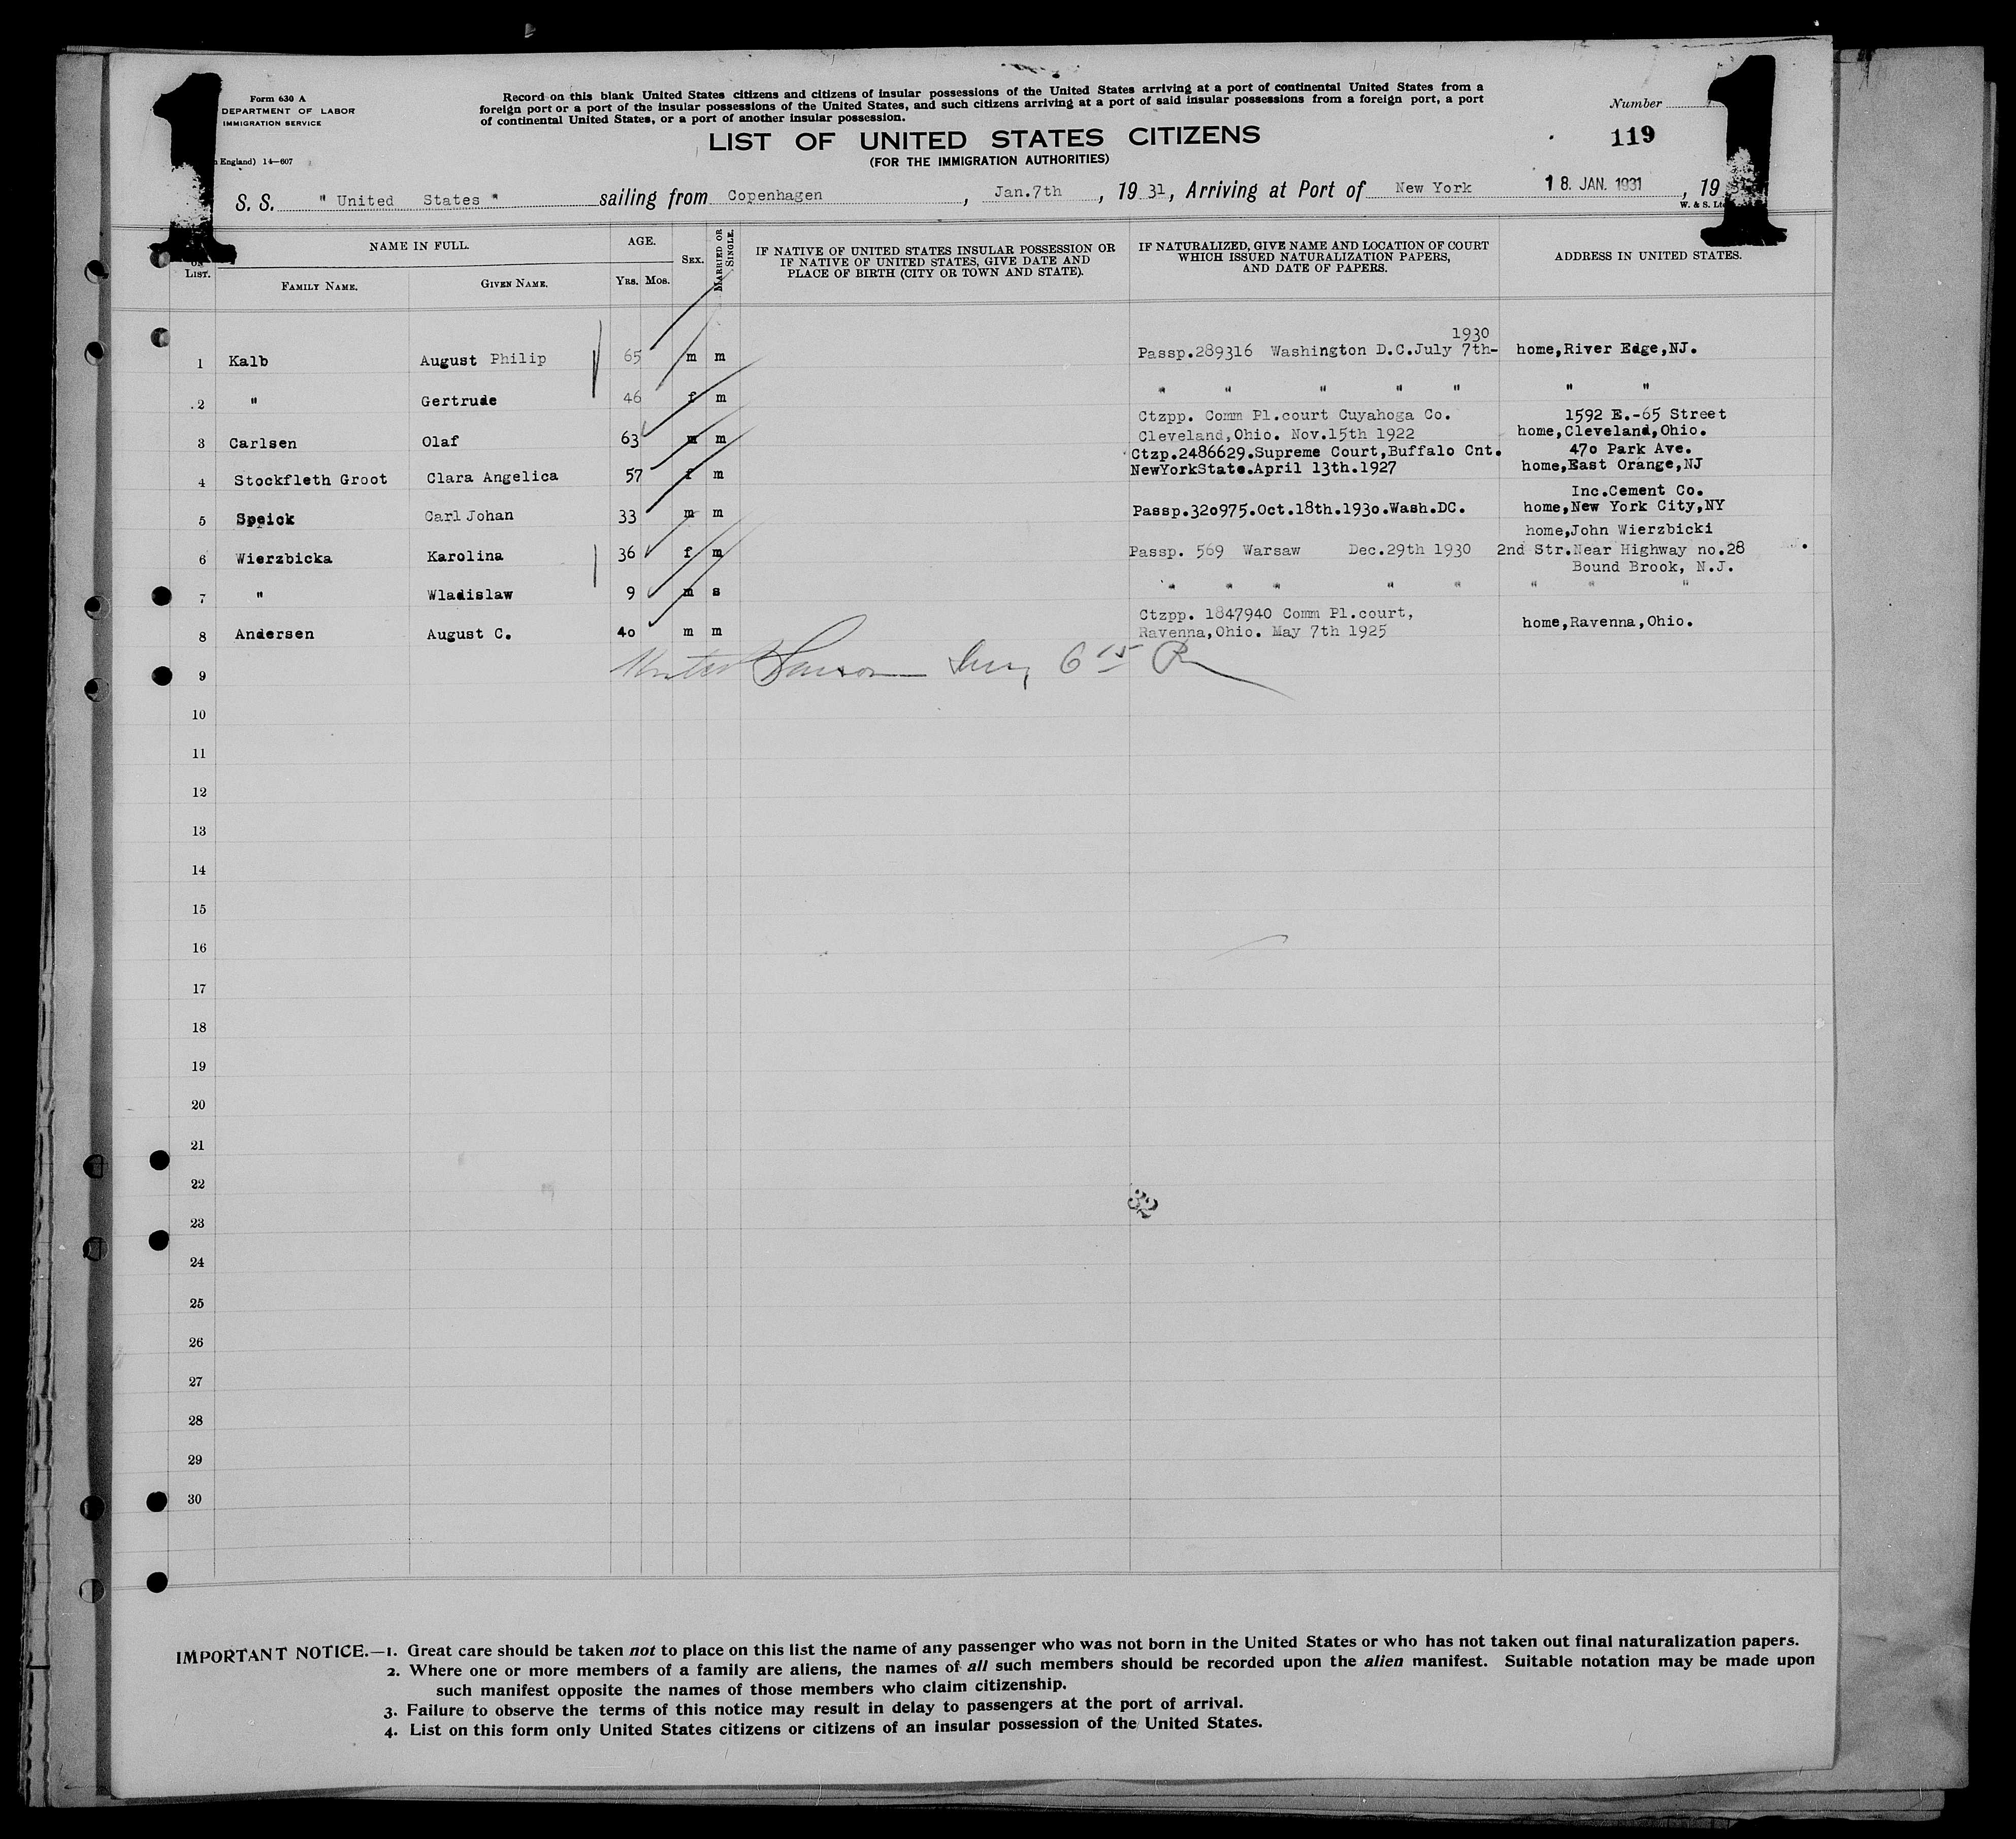 Form 630 A
DEPARTMENT OF LABOR
IMMIGRATION SERVICE
England) 14—607
Record on this blank United States citizens and citizens of insular possessions of the United States arriving at a port of continental United States from a
foreign port or a port of the insular possessions of the United States, and such citizens arriving at a port of said insular possessions from a foreign port, a port
of continental United States, or a port of another insular possession.
Number
LIST OF UNITED STATES CITIZENS
(FOR THE IMMIGRATION AUTHORITIES)
119
1
1
S. S. " United States " sailing from Copenhagen , Jan.7th , 19 31, Arriving at Port of New York 18. JAN. 1931 , 19
W. & S. Lt
LIST.
NAME IN FULL.
FAMILY NAME.
GIVEN NAME.
AGE.
YRS. MOS.
SEX.
MARRIED OR SINGLE.
IF NATIVE OF UNITED STATES INSULAR POSSESSION OR
IF NATIVE OF UNITED STATES, GIVE DATE AND
PLACE OF BIRTH (CITY OR TOWN AND STATE).
IF NATURALIZED, GIVE NAME AND LOCATION OF COURT
WHICH ISSUED NATURALIZATION PAPERS,
AND DATE OF PAPERS.
ADDRESS IN UNITED STATES.
1930
1 Kalb August Philip 65 m m Passp.289316 Washington D.C.July 7th- home,River Edge,NJ.
2 " Gertrude 46 f m " " " " " " "
Ctzpp. Comm Pl.court Cuyahoga Co. 1592 E.-65 Street
3 Carlsen Olaf 63 m m Cleveland,Ohio. Nov.15th 1922 home,Cleveland,Ohio.
Ctzp.2486629.Supreme Court,Buffalo Cnt. 47o Park Ave.
4 Stockfleth Groot Clara Angelica 57 f m NewYorkState.April 13th.1927 home,East Orange,NJ
Inc.Cement Co.
5 Speick Carl Johan 33 m m Passp.32o975.Oct.18th.193o.Wash.DC. home,New York City,NY
home,John Wierzbicki
6 Wierzbicka Karolina 36 f m Passp. 569 Warsaw Dec.29th 1930 2nd Str.Near Highway no.28
Bound Brook, N.J.
7 " Wladislaw 9 m s " " " " " " " "
Ctzpp. 1847940 Comm Pl.court,
8 Andersen August C. 4o m m Ravenna,Ohio. May 7th 1925 home,Ravenna,Ohio.
9
10
11
12
13
14
15
16
17
18
19
20
21
22
32
23
24
25
26
27
28
29
30
IMPORTANT NOTICE.—1. Great care should be taken not to place on this list the name of any passenger who was not born in the United States or who has not taken out final naturalization papers.
2. Where one or more members of a family are aliens, the names of all such members should be recorded upon the alien manifest. Suitable notation may be made upon
such manifest opposite the names of those members who claim citizenship.
3. Failure to observe the terms of this notice may result in delay to passengers at the port of arrival.
4. List on this form only United States citizens or citizens of an insular possession of the United States.